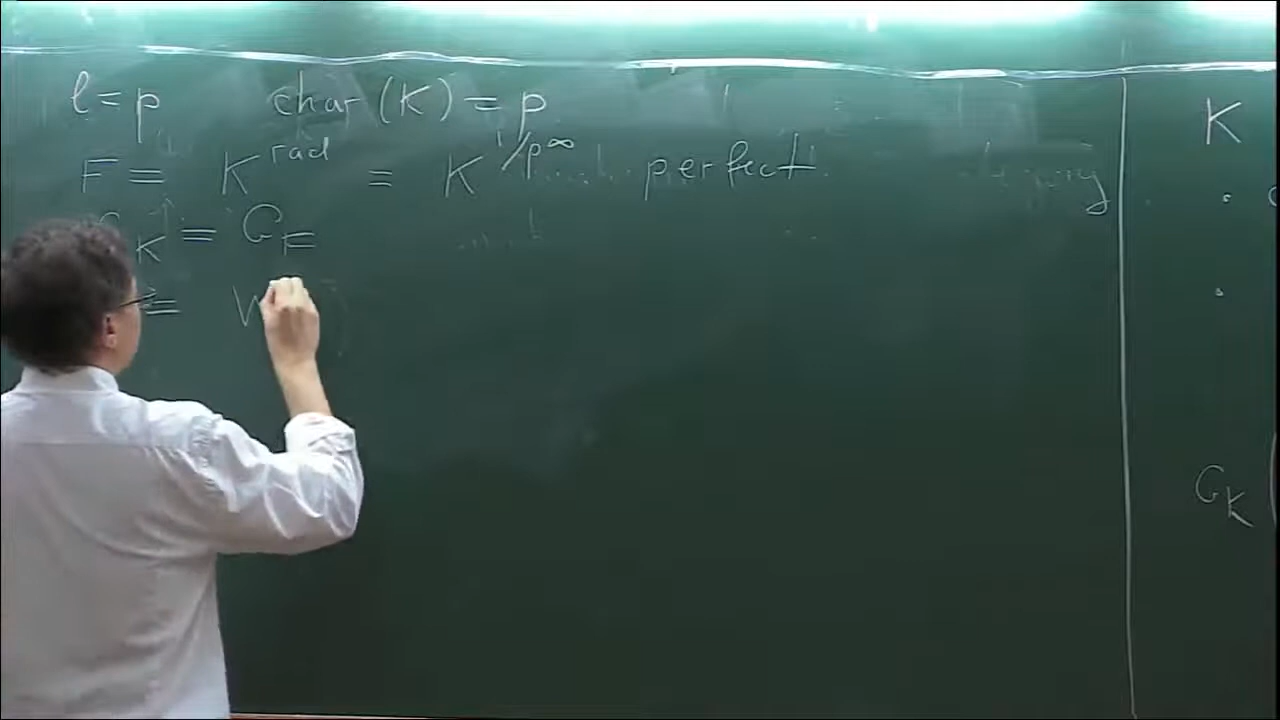 l = p char (K) = p
F = K^rad = K^1/p^∞ perfect
K = G_F
= W
K
G_K